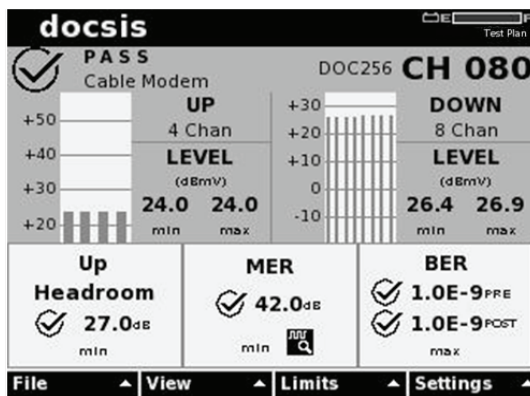 docsis
E F
Test Plan
PASS
Cable Modem
DOC256 CH 080
UP
4 Chan
LEVEL
(dBmV)
24.0 24.0
min max
+50
+40
+30
+20
+30
+20
+10
0
-10
DOWN
8 Chan
LEVEL
(dBmV)
26.4 26.9
min max
Up
Headroom
27.0dB
min
MER
42.0dB
min
BER
1.0E-9PRE
1.0E-9POST
max
File View Limits Settings